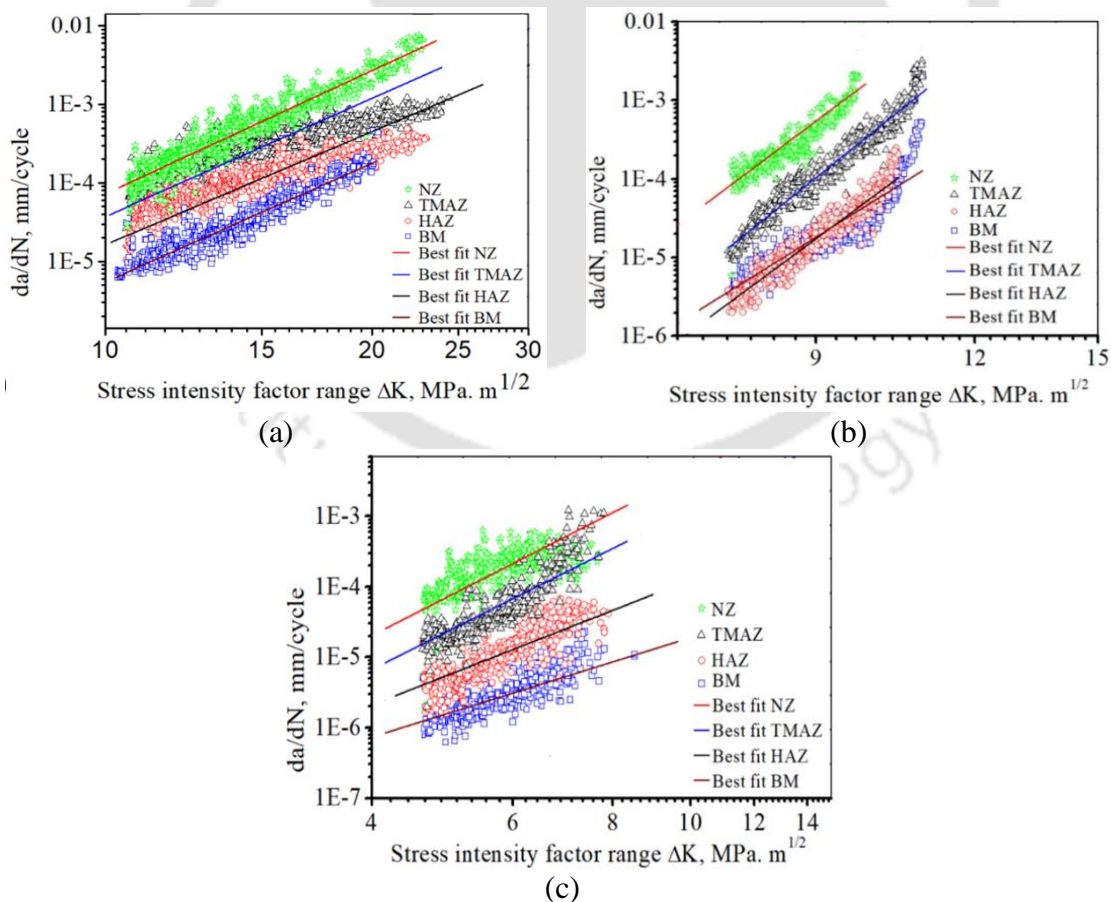 0.01
1E-3
1E-4
1E-5
da/dN, mm/cycle
NZ
TMAZ
HAZ
BM
Best fit NZ
Best fit TMAZ
Best fit HAZ
Best fit BM
10 15 20 25 30
Stress intensity factor range ΔK, MPa. m^1/2
(a)
0.01
1E-3
1E-4
1E-5
1E-6
da/dN, mm/cycle
NZ
TMAZ
HAZ
BM
Best fit NZ
Best fit TMAZ
Best fit HAZ
Best fit BM
9 12 15
Stress intensity factor range ΔK, MPa. m^1/2
(b)
1E-3
1E-4
1E-5
1E-6
1E-7
da/dN, mm/cycle
NZ
TMAZ
HAZ
BM
Best fit NZ
Best fit TMAZ
Best fit HAZ
Best fit BM
4 6 8 10 12 14
Stress intensity factor range ΔK, MPa. m^1/2
(c)